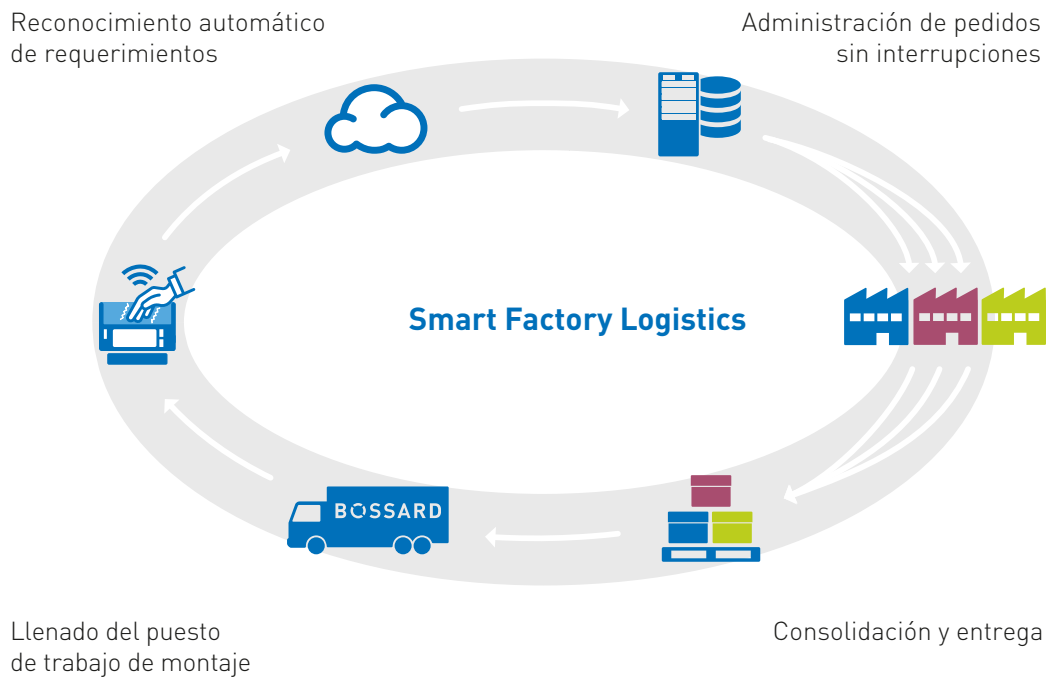 Reconocimiento automático
de requerimientos
Administración de pedidos
sin interrupciones
Smart Factory Logistics
BOSSARD
Llenado del puesto
de trabajo de montaje
Consolidación y entrega